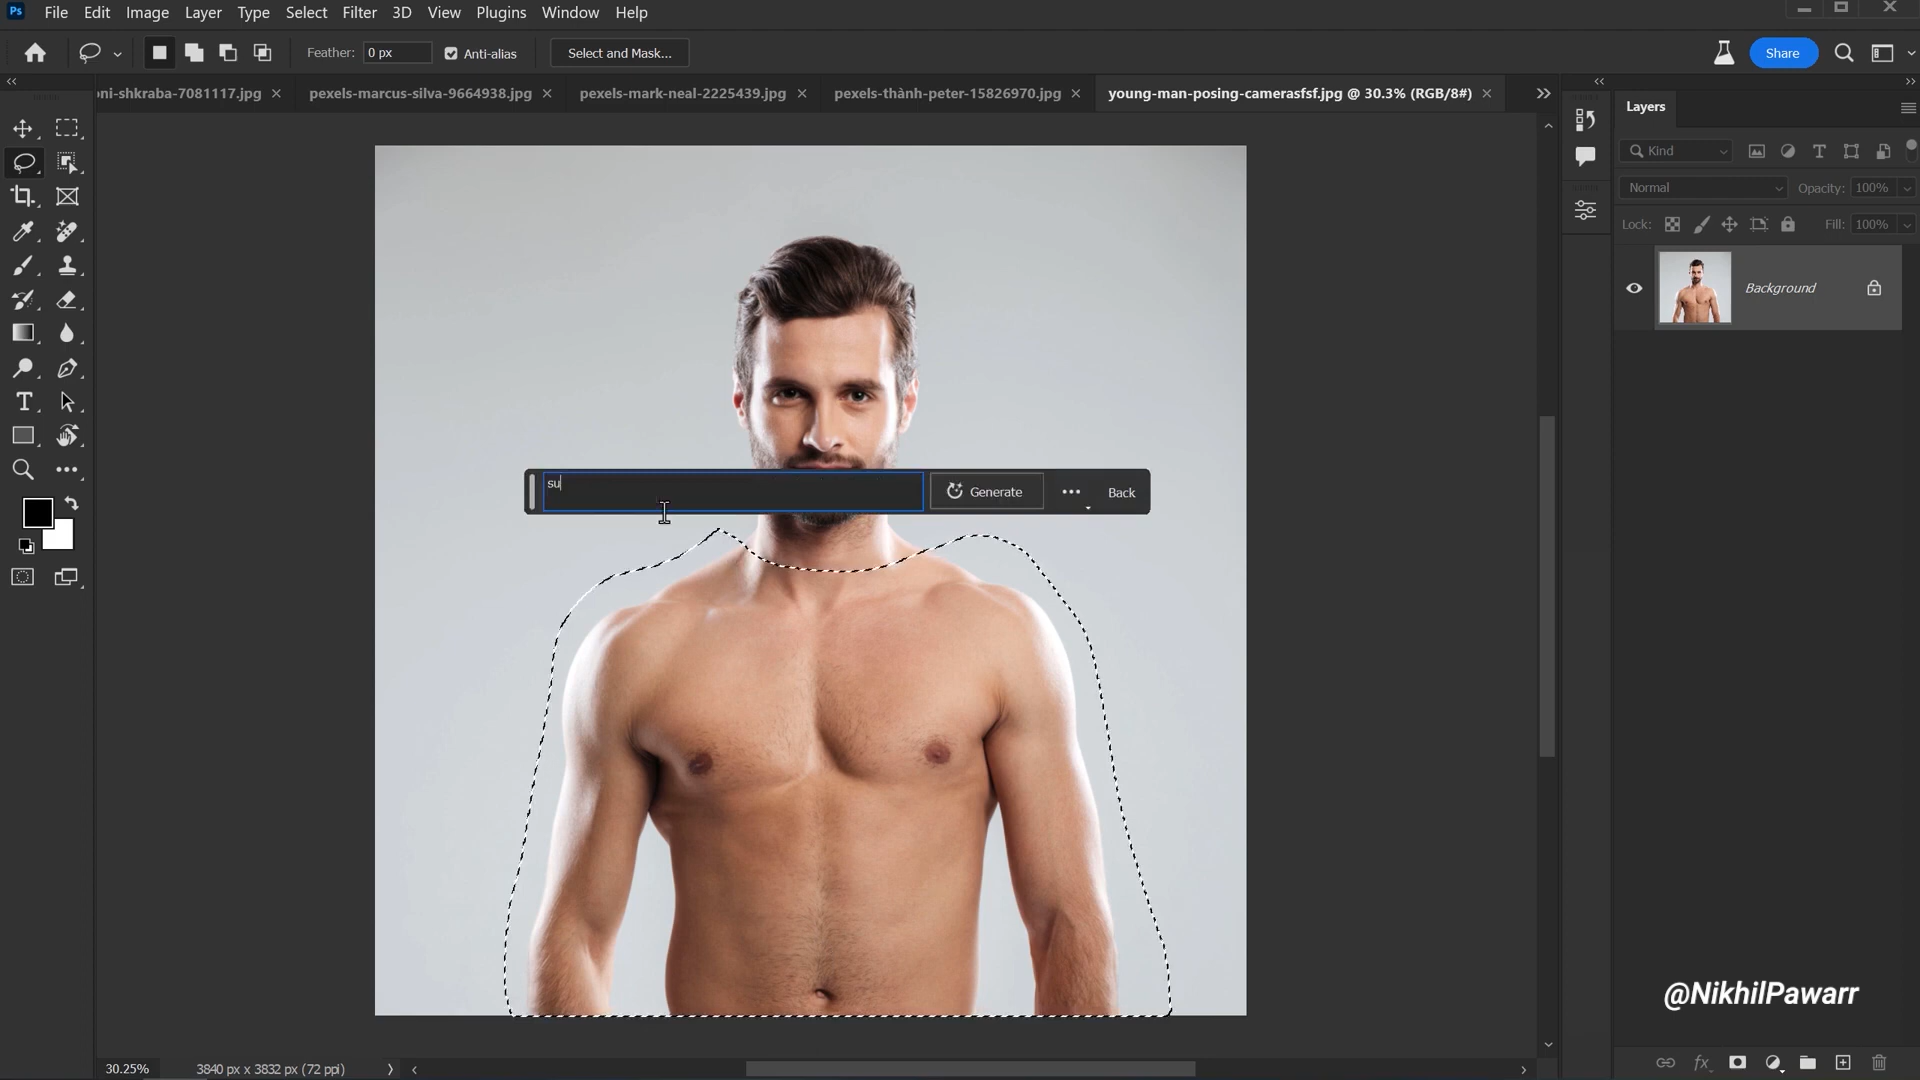 Ps File Edit Image Layer Type Select Filter 3D View Plugins Window Help
Feather: 0 px Anti-alias Select and Mask... Share
oni-shkraba-7081117.jpg pexels-marcus-silva-9664938.jpg pexels-mark-neal-2225439.jpg pexels-thành-peter-15826970.jpg young-man-posing-camerasfsf.jpg @ 30.3% (RGB/8#)
Layers
Kind
Normal Opacity: 100%
Lock: Fill: 100%
Background
su Generate Back
@NikhilPawarr
30.25% 3840 px x 3832 px (72 ppi)